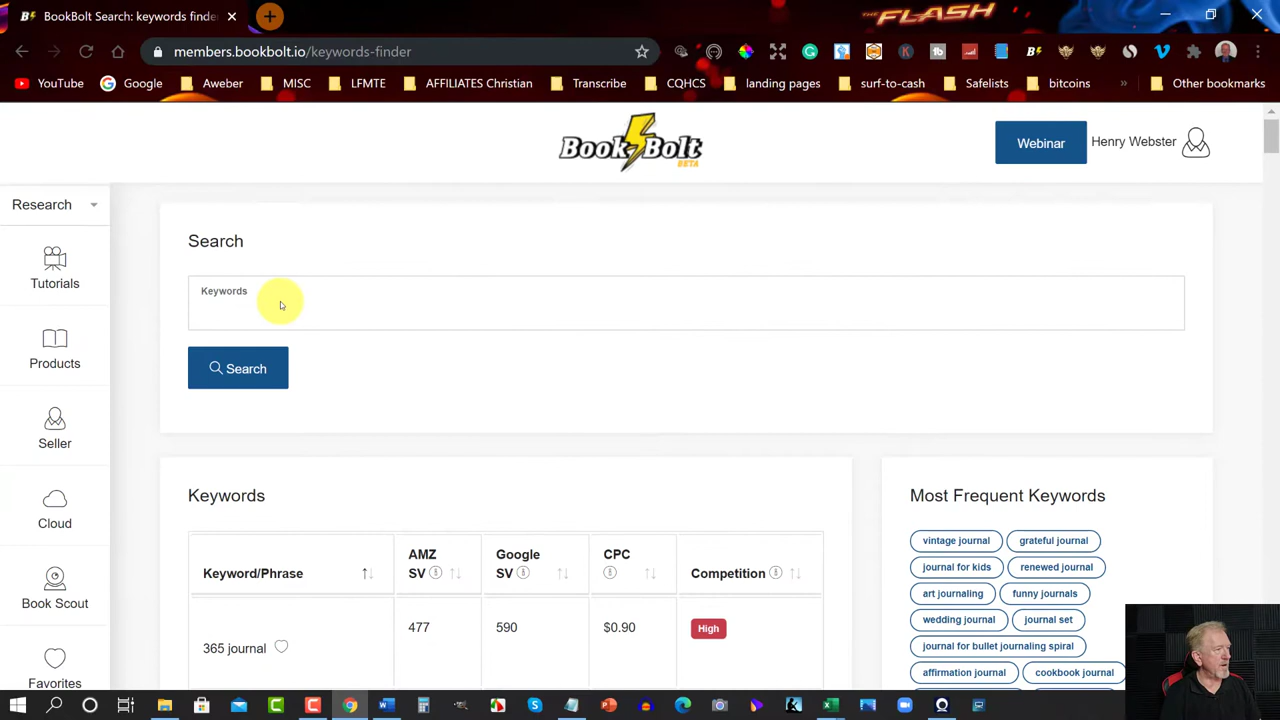 BookBolt Search: keywords finde
THE FLASH
members.bookbolt.io/keywords-finder
YouTube
Google
Aweber
MISC
LFMTE
AFFILIATES Christian
Transcribe
CQHCS
landing pages
surf-to-cash
Safelists
bitcoins
»
Other bookmarks
Book Bolt
BETA
Webinar
Henry Webster
Research
Tutorials
Products
Seller
Cloud
Book Scout
Favorites
Search
Keywords
Search
Keywords
Keyword/Phrase
AMZ SV
Google SV
CPC
Competition
365 journal
477
590
$0.90
High
Most Frequent Keywords
vintage journal
grateful journal
journal for kids
renewed journal
art journaling
funny journals
wedding journal
journal set
journal for bullet journaling spiral
affirmation journal
cookbook journal